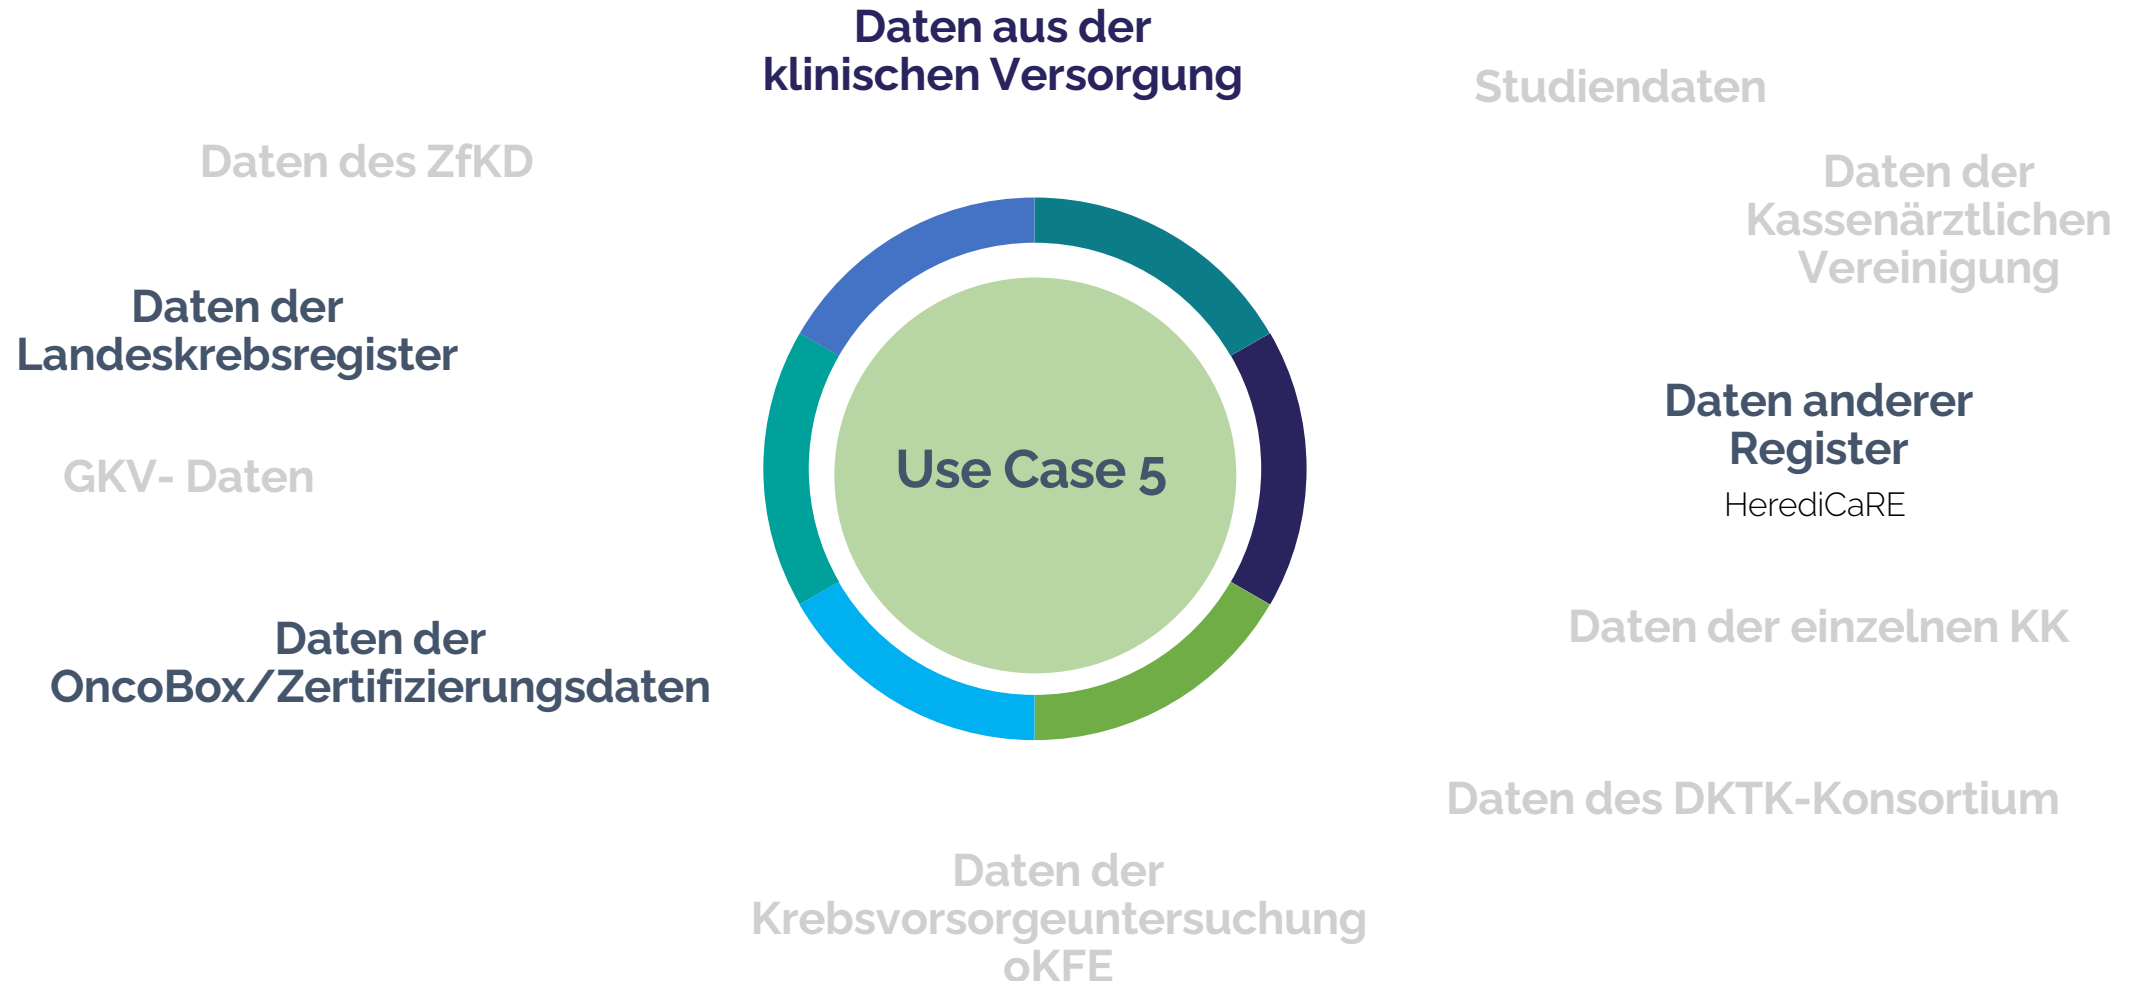 Daten aus der
klinischen Versorgung
Studiendaten
Daten des ZfKD
Daten der
Kassenärztlichen
Vereinigung
Daten der
Landeskrebsregister
Daten anderer
Register
HerediCaRE
GKV- Daten
Use Case 5
Daten der einzelnen KK
Daten der
OncoBox/Zertifizierungsdaten
Daten des DKTK-Konsortium
Daten der
Krebsvorsorgeuntersuchung
oKFE